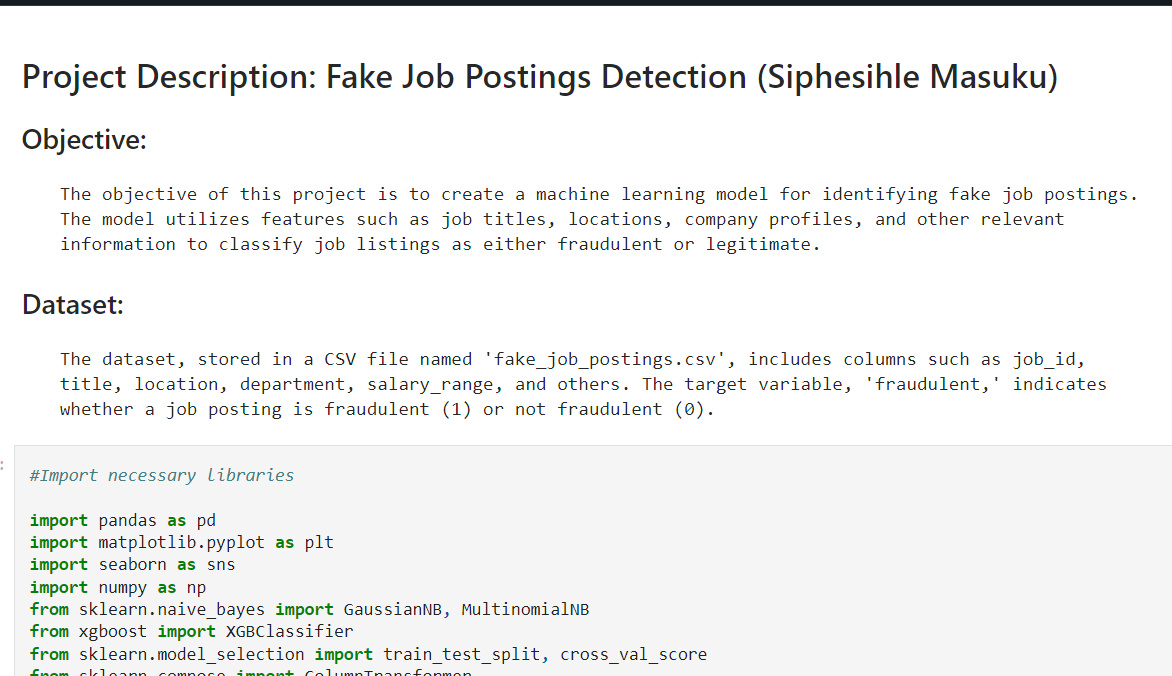 Project Description: Fake Job Postings Detection (Siphesihle Masuku)
Objective:
The objective of this project is to create a machine learning model for identifying fake job postings.
The model utilizes features such as job titles, locations, company profiles, and other relevant
information to classify job listings as either fraudulent or legitimate.
Dataset:
The dataset, stored in a CSV file named 'fake_job_postings.csv', includes columns such as job_id,
title, location, department, salary_range, and others. The target variable, 'fraudulent,' indicates
whether a job posting is fraudulent (1) or not fraudulent (0).
:
#Import necessary libraries
import pandas as pd
import matplotlib.pyplot as plt
import seaborn as sns
import numpy as np
from sklearn.naive_bayes import GaussianNB, MultinomialNB
from xgboost import XGBClassifier
from sklearn.model_selection import train_test_split, cross_val_score
from sklearn.compose import ColumnTransformer